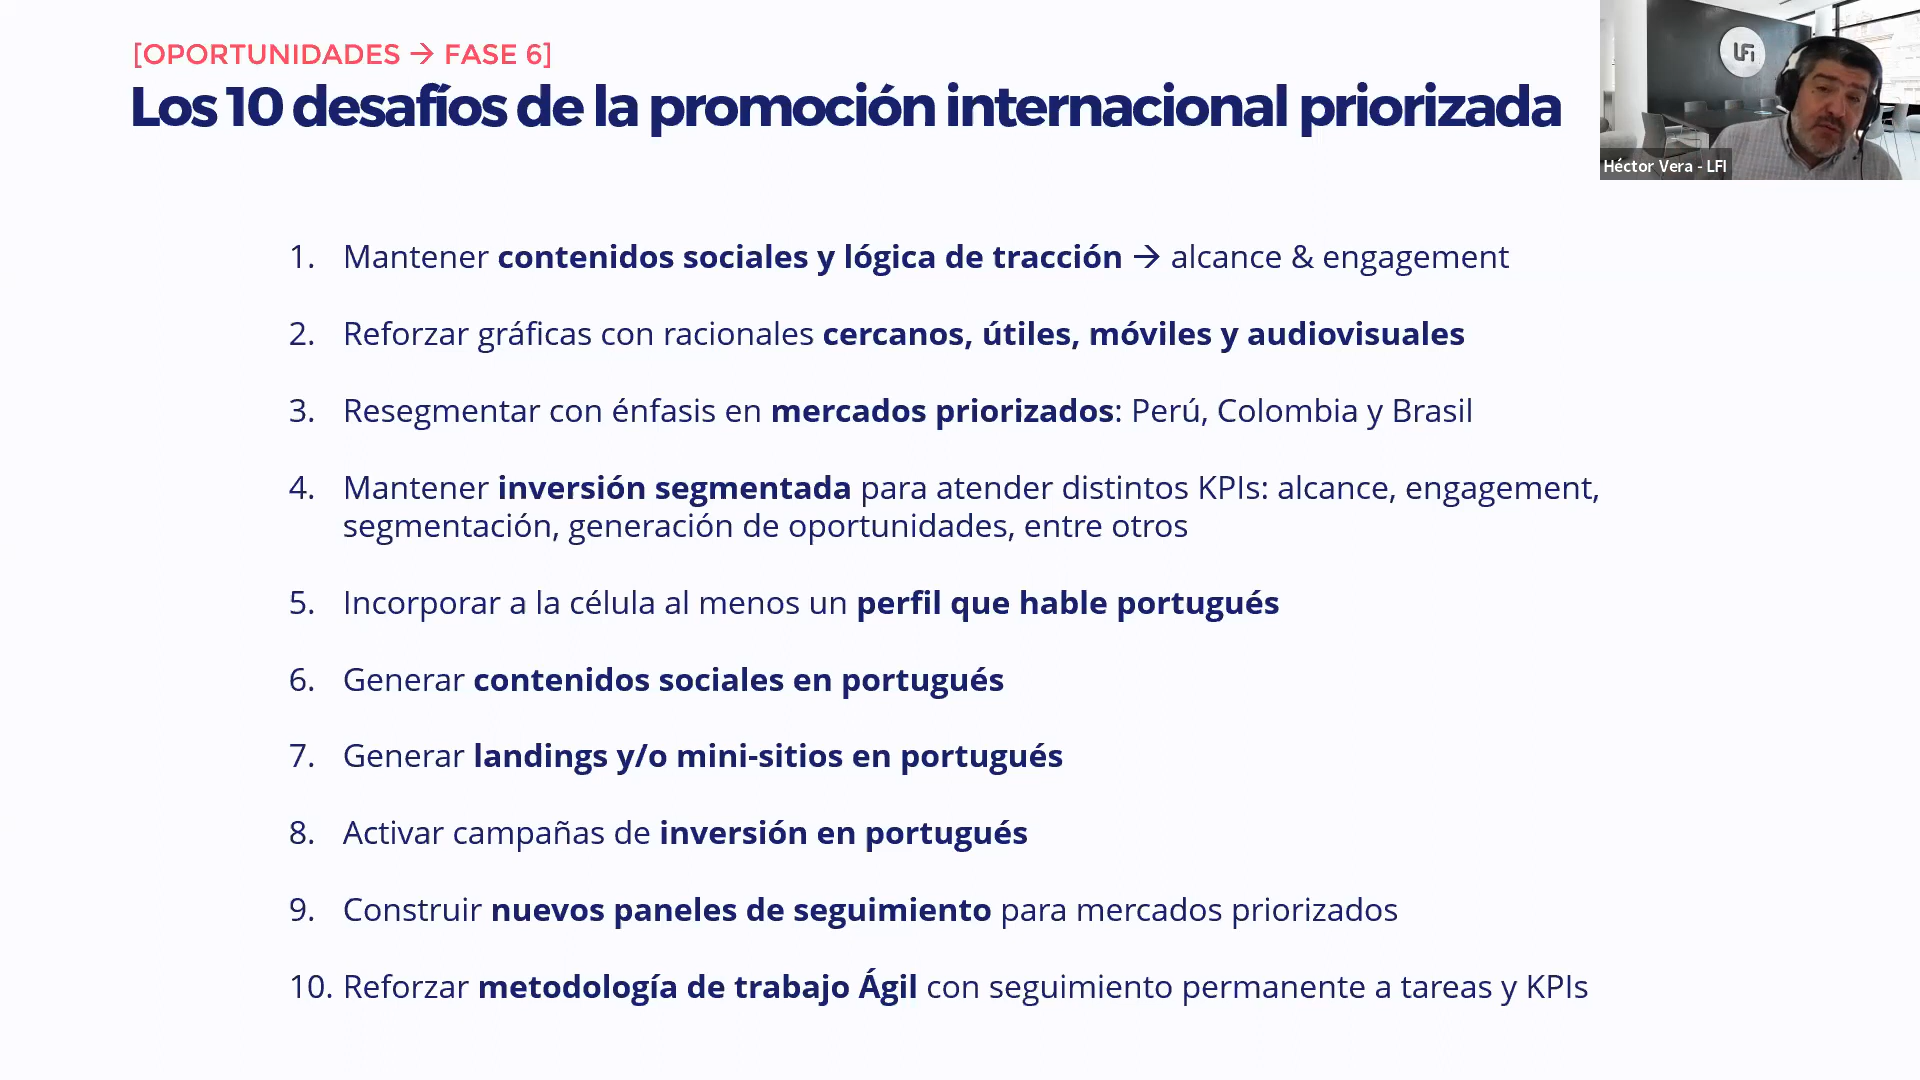 [OPORTUNIDADES → FASE 6]
Los 10 desafíos de la promoción internacional priorizada
LFi
Héctor Vera - LFI
1. Mantener contenidos sociales y lógica de tracción → alcance & engagement
2. Reforzar gráficas con racionales cercanos, útiles, móviles y audiovisuales
3. Resegmentar con énfasis en mercados priorizados: Perú, Colombia y Brasil
4. Mantener inversión segmentada para atender distintos KPIs: alcance, engagement,
segmentación, generación de oportunidades, entre otros
5. Incorporar a la célula al menos un perfil que hable portugués
6. Generar contenidos sociales en portugués
7. Generar landings y/o mini-sitios en portugués
8. Activar campañas de inversión en portugués
9. Construir nuevos paneles de seguimiento para mercados priorizados
10. Reforzar metodología de trabajo Ágil con seguimiento permanente a tareas y KPIs